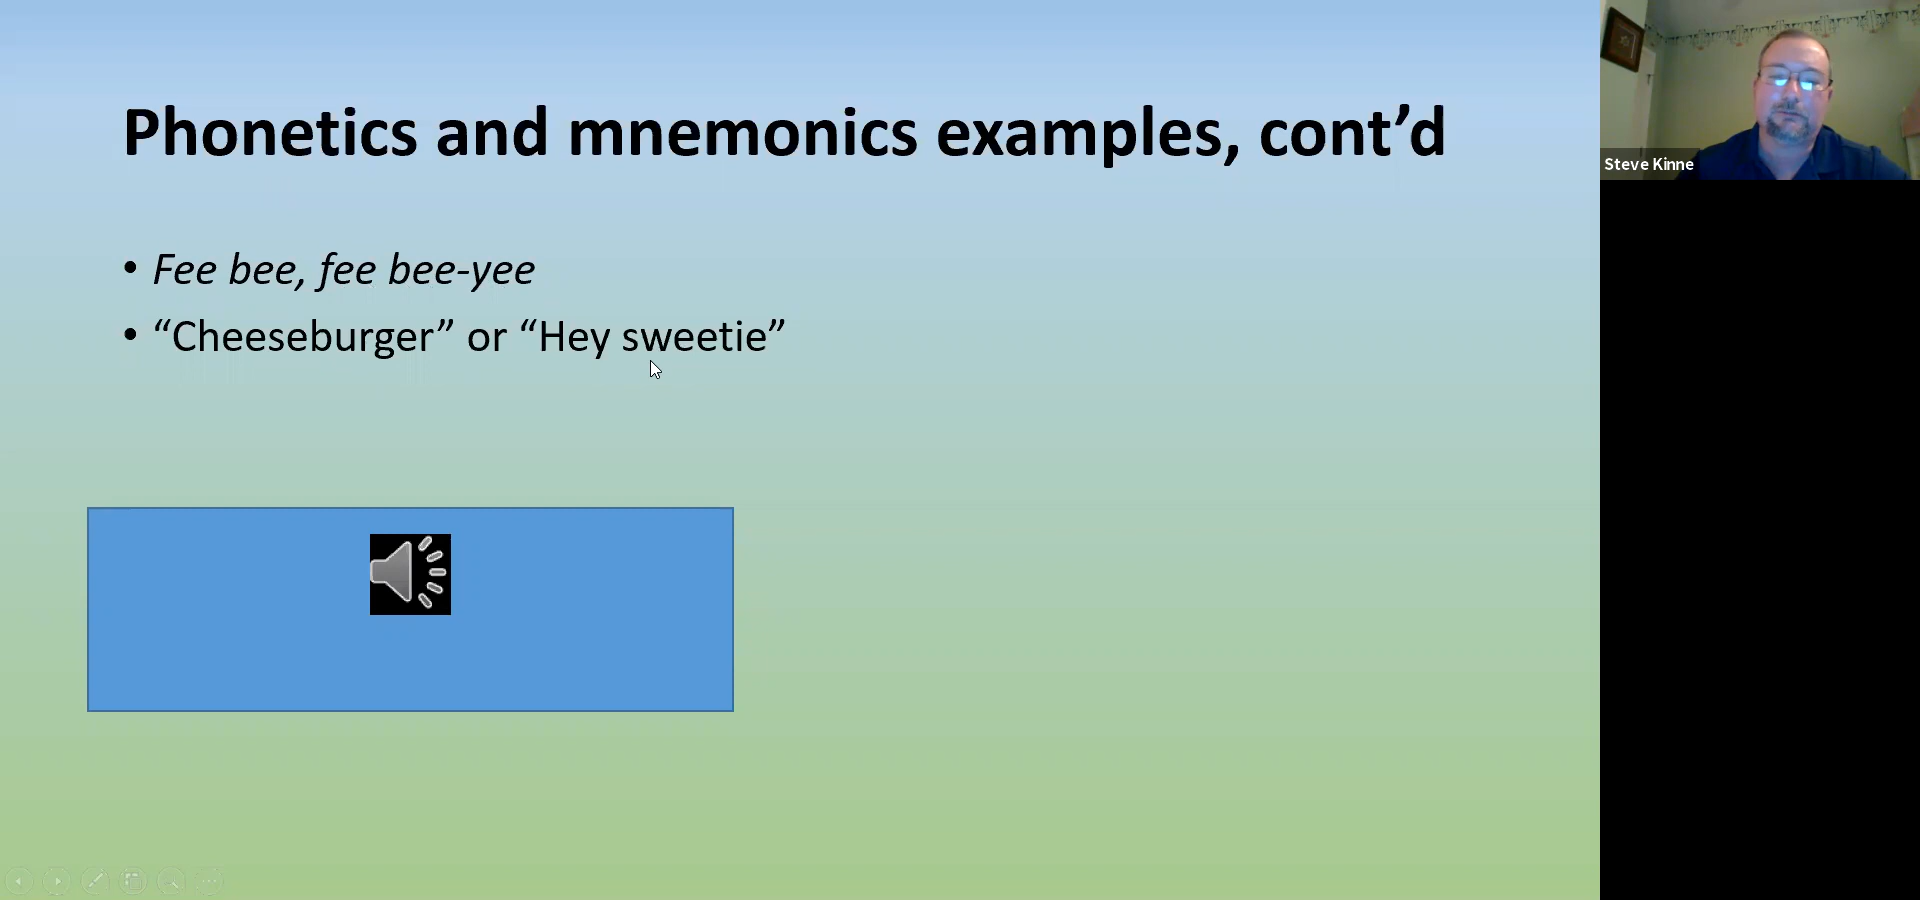 Phonetics and mnemonics examples, cont’d
• Fee bee, fee bee-yee
• “Cheeseburger” or “Hey sweetie”
Steve Kinne